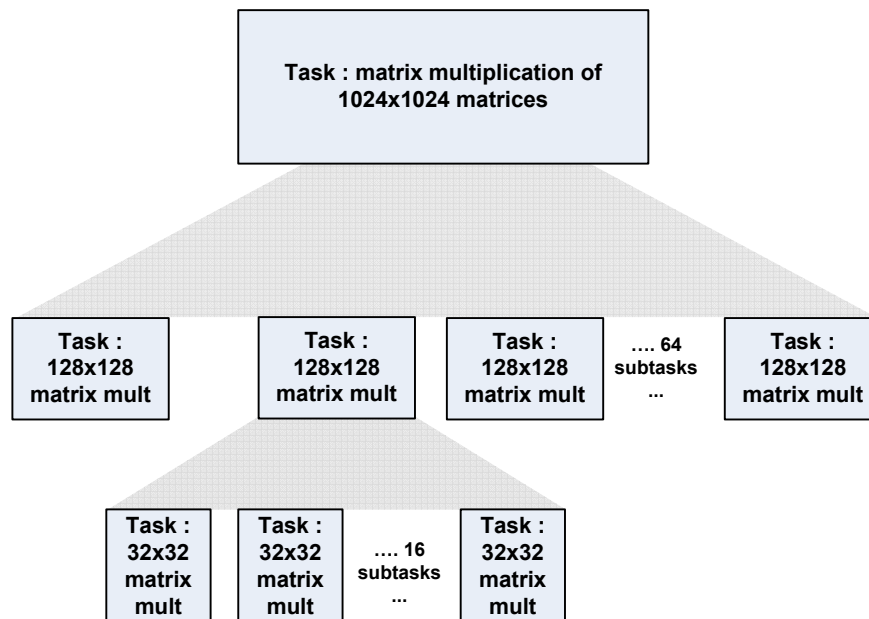 Task : matrix multiplication of
1024x1024 matrices
Task :
128x128
matrix mult
Task :
128x128
matrix mult
Task :
128x128
matrix mult
.... 64
subtasks
...
Task :
128x128
matrix mult
Task :
32x32
matrix
mult
Task :
32x32
matrix
mult
.... 16
subtasks
...
Task :
32x32
matrix
mult